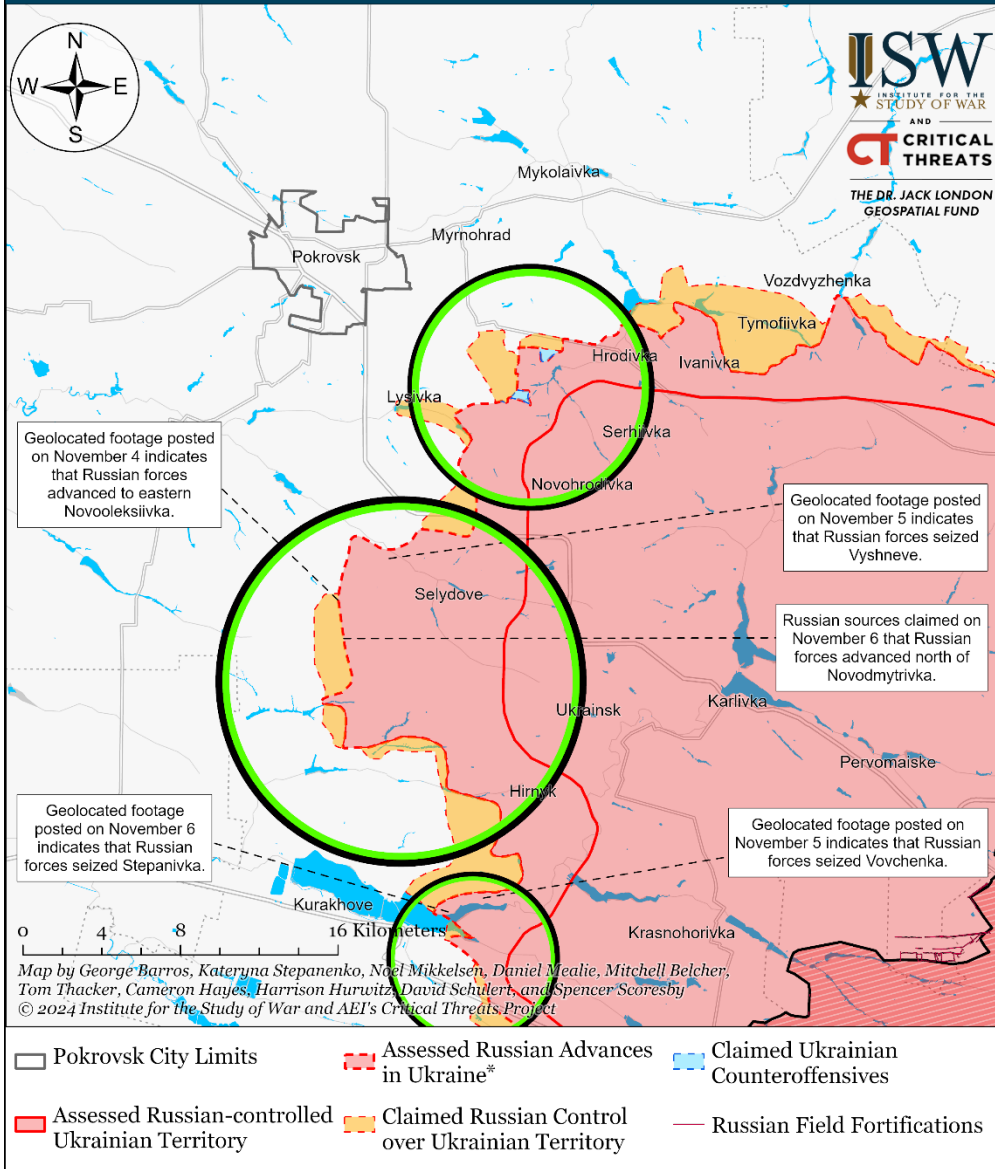 N
W E
S
ISW
INSTITUTE FOR THE
STUDY OF WAR
AND
CT CRITICAL
THREATS
THE DR. JACK LONDON
GEOSPATIAL FUND
Mykolaivka
Myrnohrad
Pokrovsk
Vozdvyzhenka
Tymofiivka
Hrodivka
Ivanivka
Lysivka
Serhiivka
Novohrodivka
Geolocated footage posted
on November 4 indicates
that Russian forces
advanced to eastern
Novooleksiivka.
Geolocated footage posted
on November 5 indicates
that Russian forces seized
Vyshneve.
Selydove
Russian sources claimed on
November 6 that Russian
forces advanced north of
Novodmytrivka.
Karlivka
Ukrainsk
Pervomaiske
Hirnyk
Geolocated footage
posted on November 6
indicates that Russian
forces seized Stepanivka.
Geolocated footage posted on
November 5 indicates that Russian
forces seized Vovchenka.
Kurakhove
Krasnohorivka
0 4 8 16 Kilometers
Map by George Barros, Kateryna Stepanenko, Noel Mikkelsen, Daniel Mealie, Mitchell Belcher,
Tom Thacker, Cameron Hayes, Harrison Hurwitz, David Schulert, and Spencer Scoresby
© 2024 Institute for the Study of War and AEI's Critical Threats Project
Pokrovsk City Limits
Assessed Russian-controlled
Ukrainian Territory
Assessed Russian Advances
in Ukraine*
Claimed Russian Control
over Ukrainian Territory
Claimed Ukrainian
Counteroffensives
Russian Field Fortifications